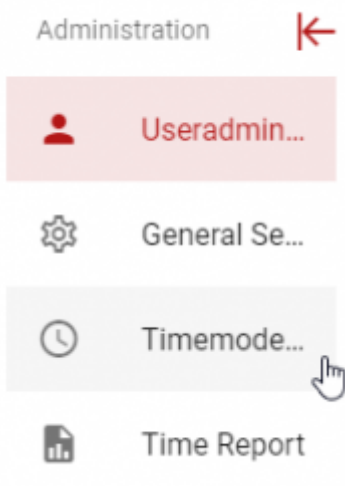 Administration
Useradmin...
General Se...
Timemode...
Time Report